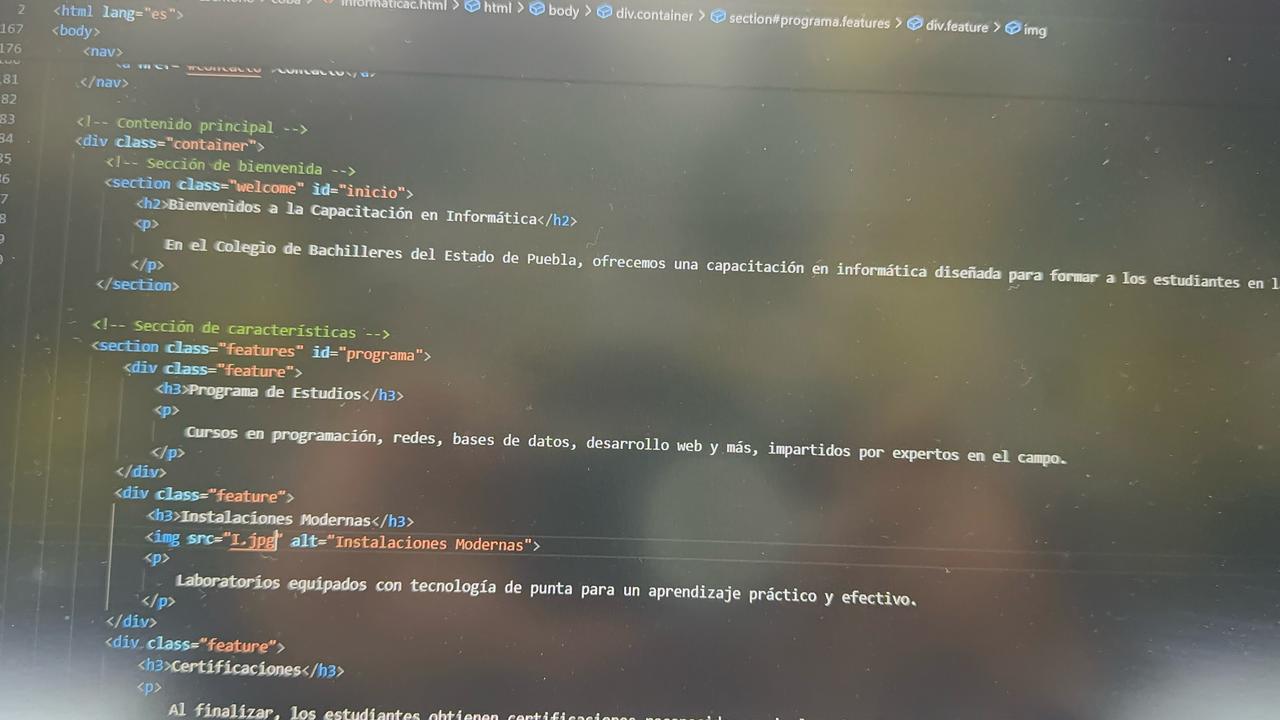 informaticac.html > html > body > div.container > section#programa.features > div.feature > img
2 <html lang="es">
167 <body>
176 <nav>
contacto
81 </nav>
82
83 <!-- Contenido principal -->
84 <div class="container">
85 <!-- Sección de bienvenida -->
86 <section class="welcome" id="inicio">
7 <h2>Bienvenidos a la Capacitación en Informática</h2>
8 <p>
9 En el Colegio de Bachilleres del Estado de Puebla, ofrecemos una capacitación en informática diseñada para formar a los estudiantes en l
</p>
</section>
<!-- Sección de características -->
<section class="features" id="programa">
<div class="feature">
<h3>Programa de Estudios</h3>
<p>
Cursos en programación, redes, bases de datos, desarrollo web y más, impartidos por expertos en el campo.
</p>
</div>
<div class="feature">
<h3>Instalaciones Modernas</h3>
<img src="I.jpg" alt="Instalaciones Modernas">
<p>
Laboratorios equipados con tecnología de punta para un aprendizaje práctico y efectivo.
</p>
</div>
<div class="feature">
<h3>Certificaciones</h3>
<p>
Al finalizar, los estudiantes obtienen certificaciones